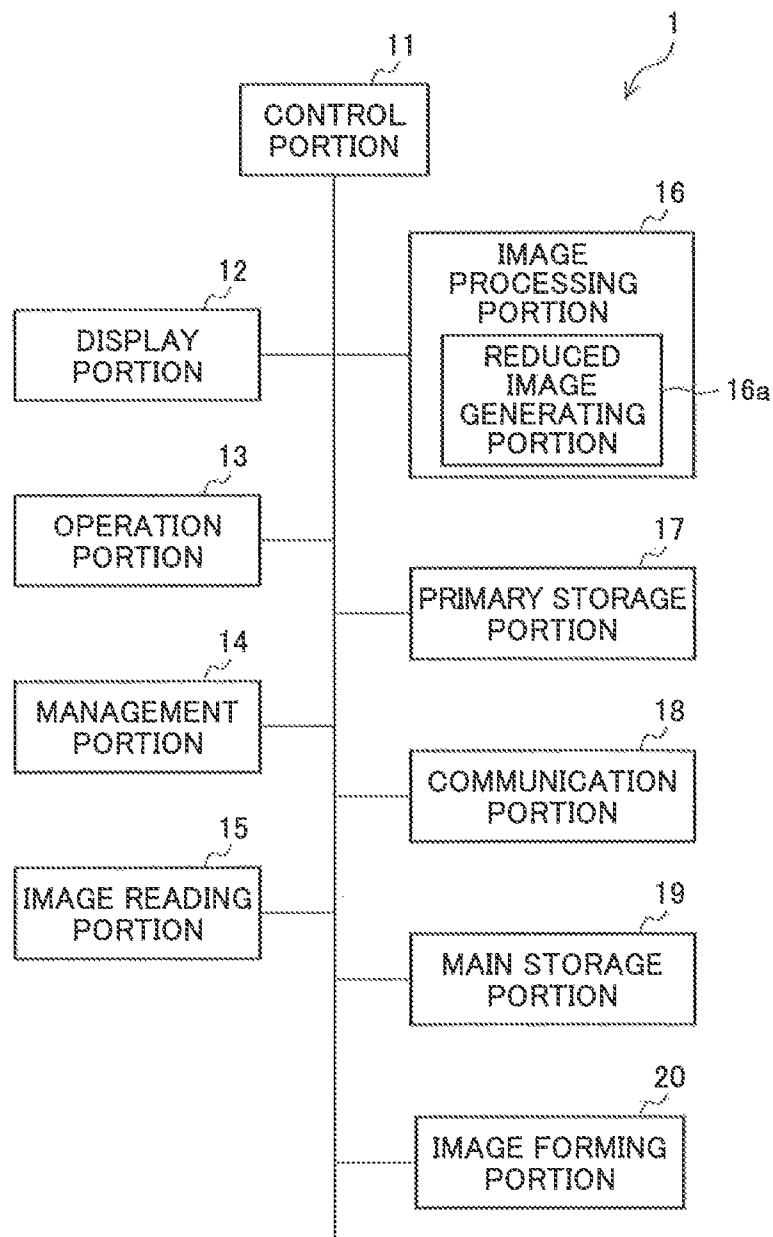 1
11
CONTROL
PORTION
16
IMAGE
PROCESSING
PORTION
12
DISPLAY
PORTION
REDUCED
IMAGE
GENERATING
PORTION
16a
13
OPERATION
PORTION
17
PRIMARY STORAGE
PORTION
14
MANAGEMENT
PORTION
18
COMMUNICATION
PORTION
15
IMAGE READING
PORTION
19
MAIN STORAGE
PORTION
20
IMAGE FORMING
PORTION